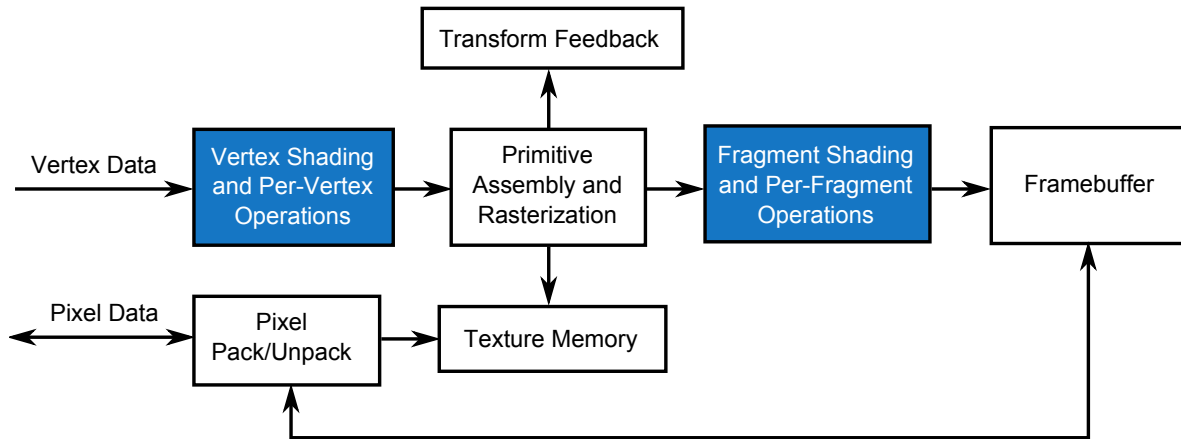 Transform Feedback
Vertex Data
Vertex Shading
and Per-Vertex
Operations
Primitive
Assembly and
Rasterization
Fragment Shading
and Per-Fragment
Operations
Framebuffer
Pixel Data
Pixel
Pack/Unpack
Texture Memory